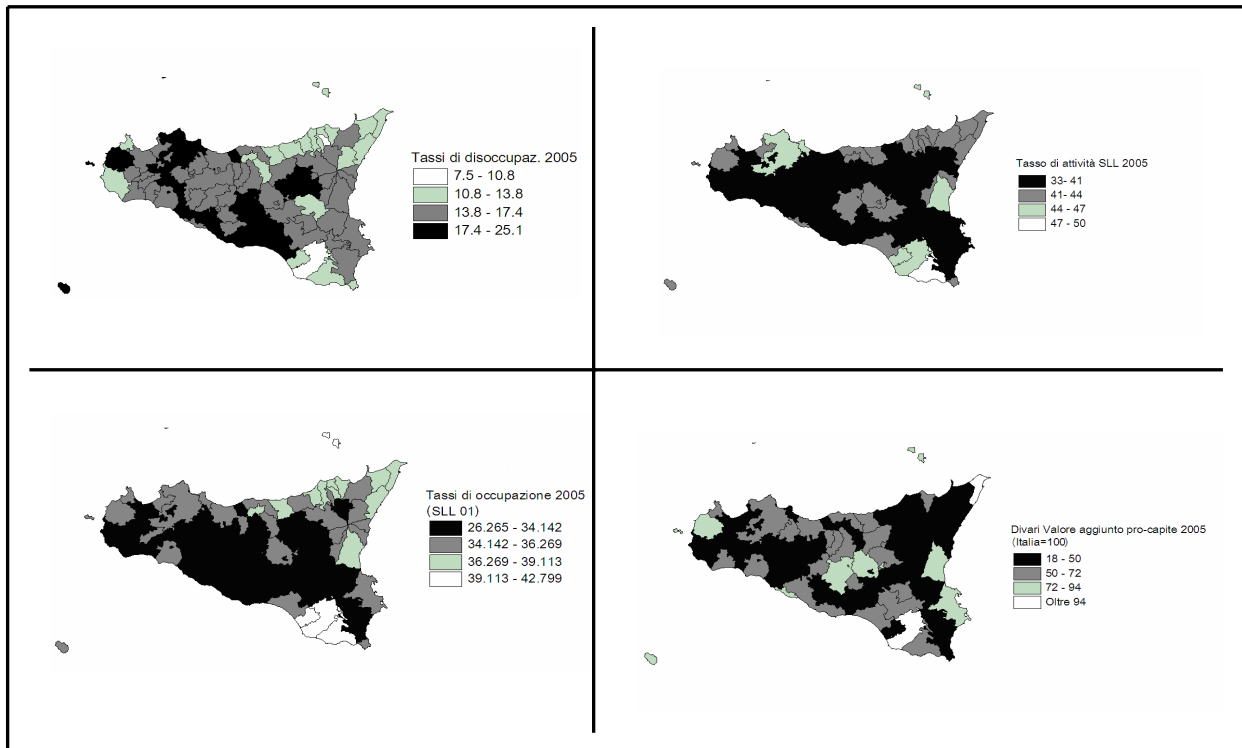 Tassi di disoccupaz. 2005
7.5 - 10.8
10.8 - 13.8
13.8 - 17.4
17.4 - 25.1
Tasso di attività SLL 2005
33- 41
41- 44
44 - 47
47 - 50
Tassi di occupazione 2005
(SLL 01)
26.265 - 34.142
34.142 - 36.269
36.269 - 39.113
39.113 - 42.799
Divari Valore aggiunto pro-capite 2005
(Italia=100)
18 - 50
50 - 72
72 - 94
Oltre 94